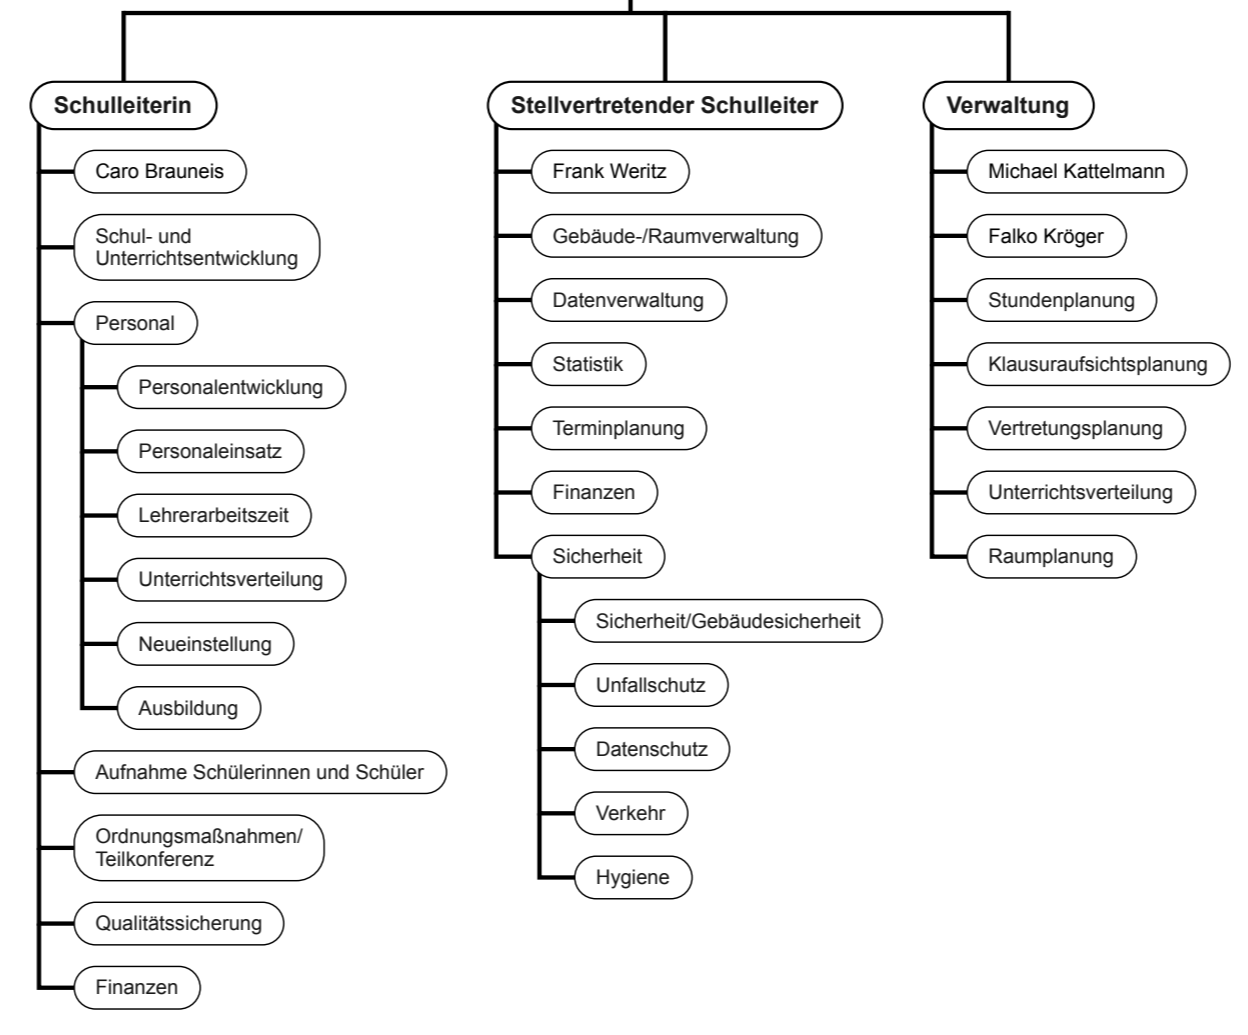 Schulleiterin
Caro Brauneis
Schul- und
Unterrichtsentwicklung
Personal
Personalentwicklung
Personaleinsatz
Lehrerarbeitszeit
Unterrichtsverteilung
Neueinstellung
Ausbildung
Aufnahme Schülerinnen und Schüler
Ordnungsmaßnahmen/
Teilkonferenz
Qualitätssicherung
Finanzen
Stellvertretender Schulleiter
Frank Weritz
Gebäude-/Raumverwaltung
Datenverwaltung
Statistik
Terminplanung
Finanzen
Sicherheit
Sicherheit/Gebäudesicherheit
Unfallschutz
Datenschutz
Verkehr
Hygiene
Verwaltung
Michael Kattelmann
Falko Kröger
Stundenplanung
Klausuraufsichtsplanung
Vertretungsplanung
Unterrichtsverteilung
Raumplanung